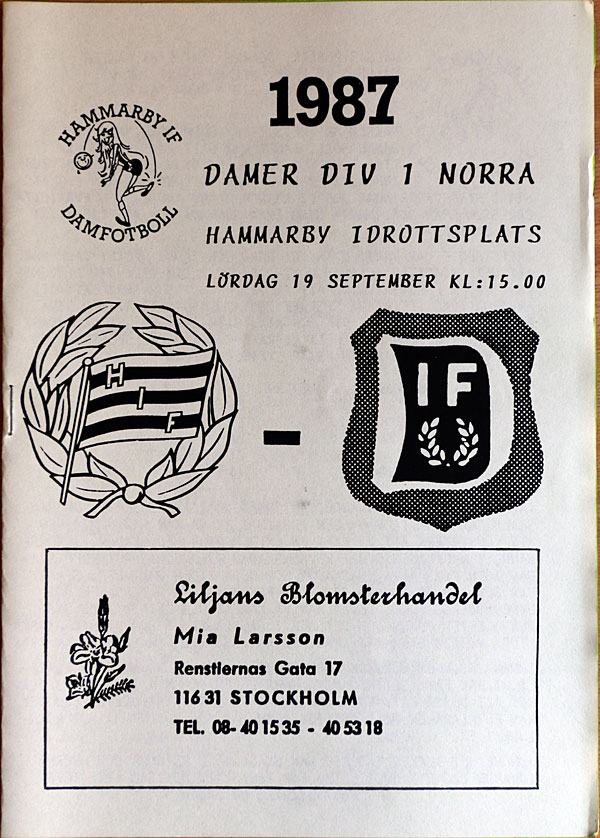 1987
HAMMARBY IF
DAMFOTBOLL
DAMER DIV 1 NORRA
HAMMARBY IDROTTSPLATS
LÖRDAG 19 SEPTEMBER KL:15.00
H
I
F
-
IF
Liljans Blomsterhandel
Mia Larsson
Renstiernas Gata 17
116 31 STOCKHOLM
TEL. 08-40 15 35 - 40 53 18